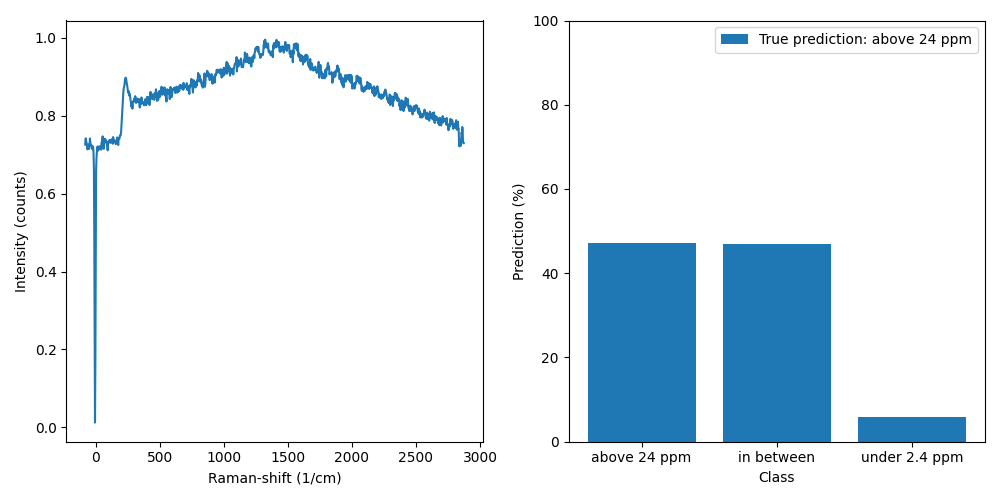 1.0
0.8
0.6
0.4
0.2
0.0
Intensity (counts)
0
500
1000
1500
2000
2500
3000
Raman-shift (1/cm)
100
80
60
40
20
0
Prediction (%)
True prediction: above 24 ppm
above 24 ppm
in between
under 2.4 ppm
Class